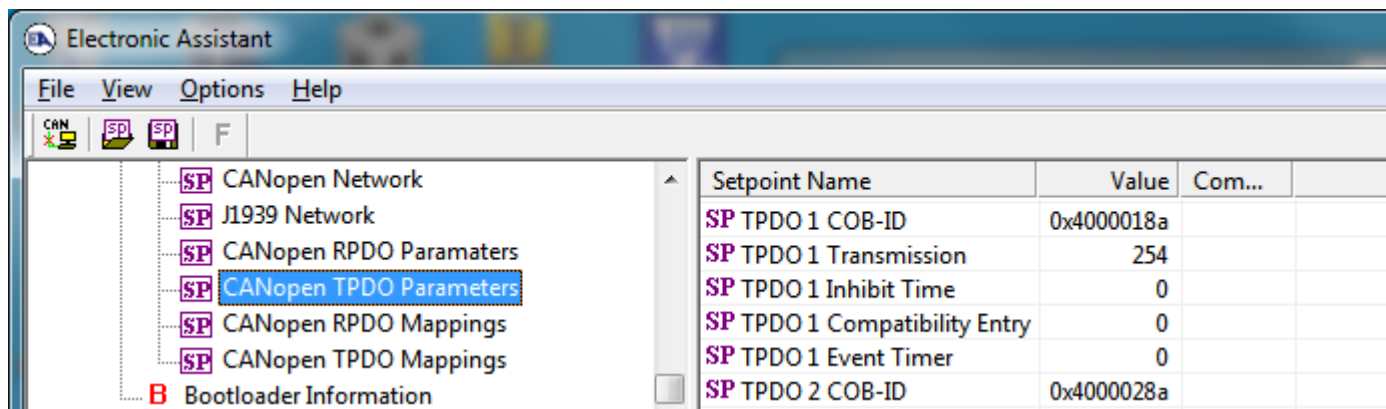 Electronic Assistant
File View Options Help
CAN SP SP F
SP CANopen Network
SP J1939 Network
SP CANopen RPDO Paramaters
SP CANopen TPDO Parameters
SP CANopen RPDO Mappings
SP CANopen TPDO Mappings
B Bootloader Information
Setpoint Name Value Com...
SP TPDO 1 COB-ID 0x4000018a
SP TPDO 1 Transmission 254
SP TPDO 1 Inhibit Time 0
SP TPDO 1 Compatibility Entry 0
SP TPDO 1 Event Timer 0
SP TPDO 2 COB-ID 0x4000028a